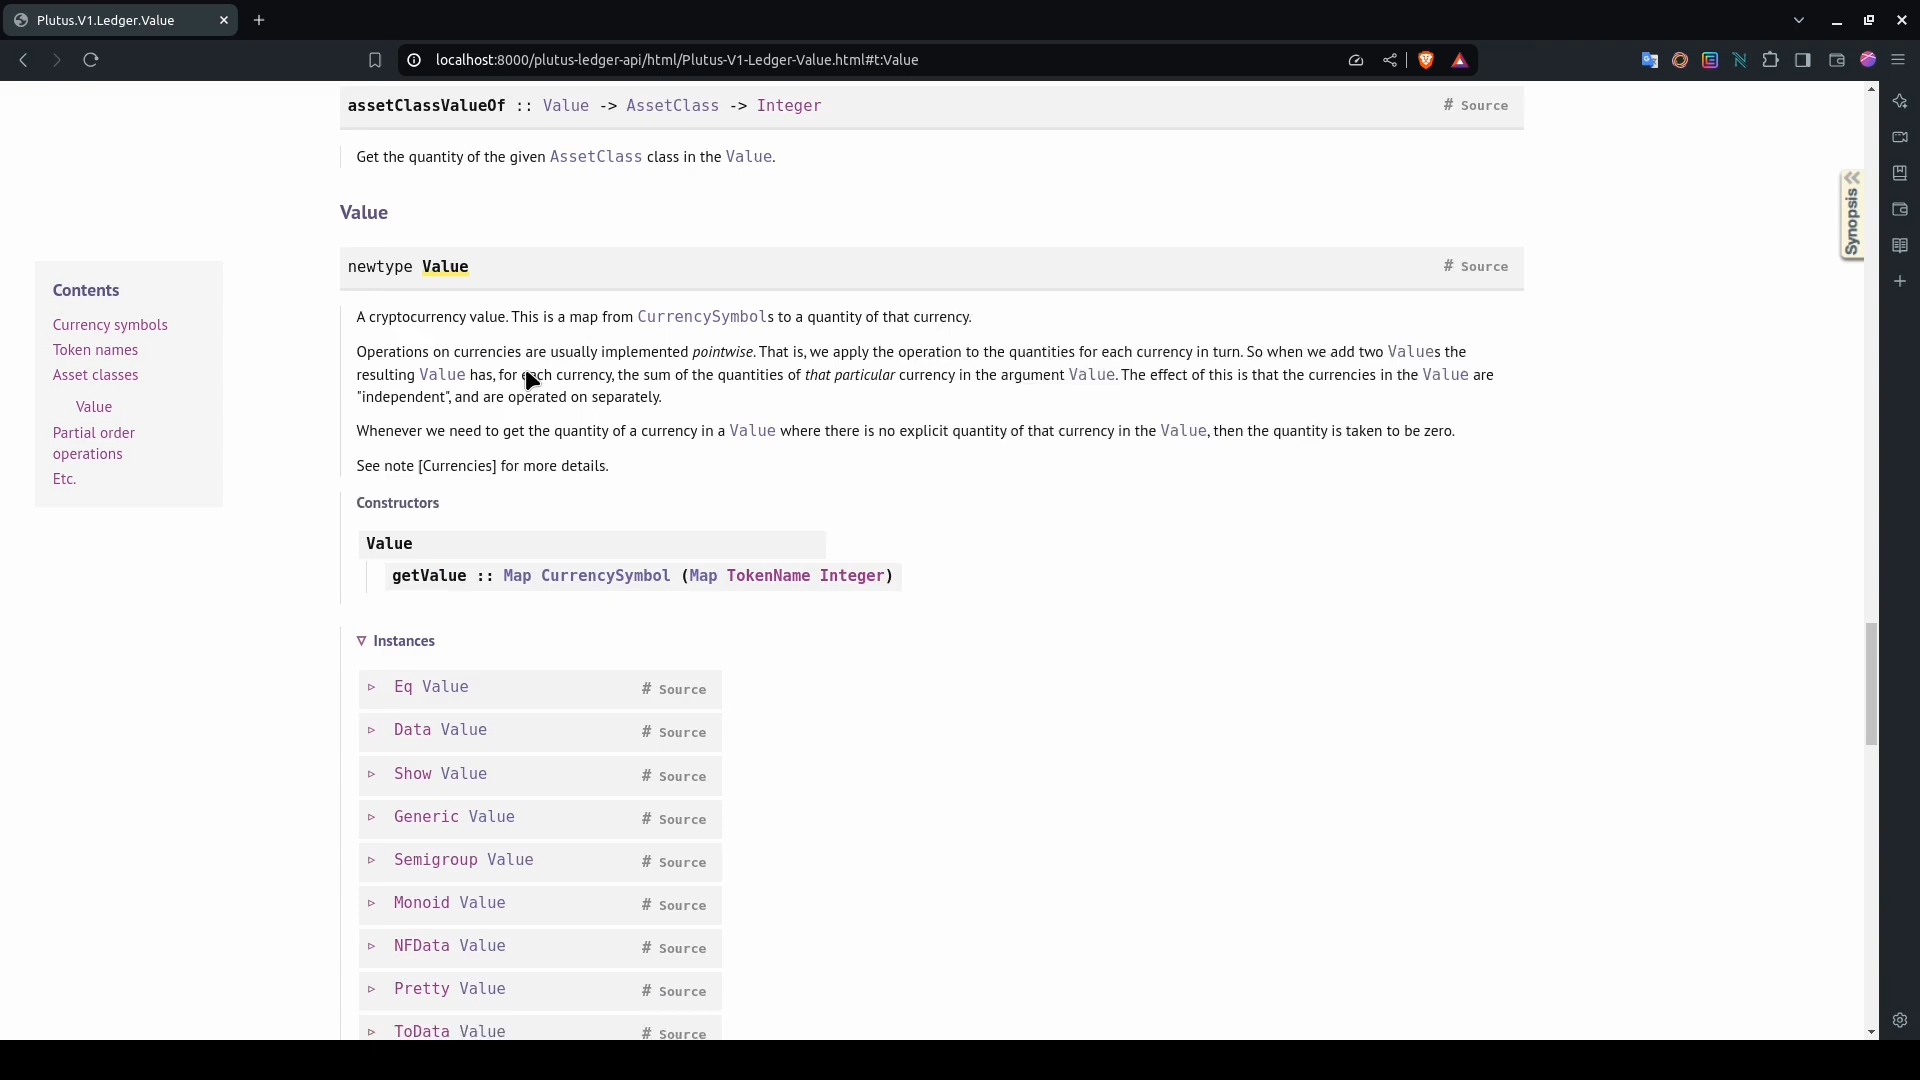 Plutus.V1.Ledger.Value
localhost:8000/plutus-ledger-api/html/Plutus-V1-Ledger-Value.html#t:Value
assetClassValueOf :: Value -> AssetClass -> Integer # Source
Get the quantity of the given AssetClass class in the Value.
Synopsis
Value
newtype Value # Source
Contents
Currency symbols
Token names
Asset classes
Value
Partial order
operations
Etc.
A cryptocurrency value. This is a map from CurrencySymbols to a quantity of that currency.
Operations on currencies are usually implemented pointwise. That is, we apply the operation to the quantities for each currency in turn. So when we add two Values the
resulting Value has, for each currency, the sum of the quantities of that particular currency in the argument Value. The effect of this is that the currencies in the Value are
"independent", and are operated on separately.
Whenever we need to get the quantity of a currency in a Value where there is no explicit quantity of that currency in the Value, then the quantity is taken to be zero.
See note [Currencies] for more details.
Constructors
Value
getValue :: Map CurrencySymbol (Map TokenName Integer)
Instances
Eq Value # Source
Data Value # Source
Show Value # Source
Generic Value # Source
Semigroup Value # Source
Monoid Value # Source
NFData Value # Source
Pretty Value # Source
ToData Value # Source